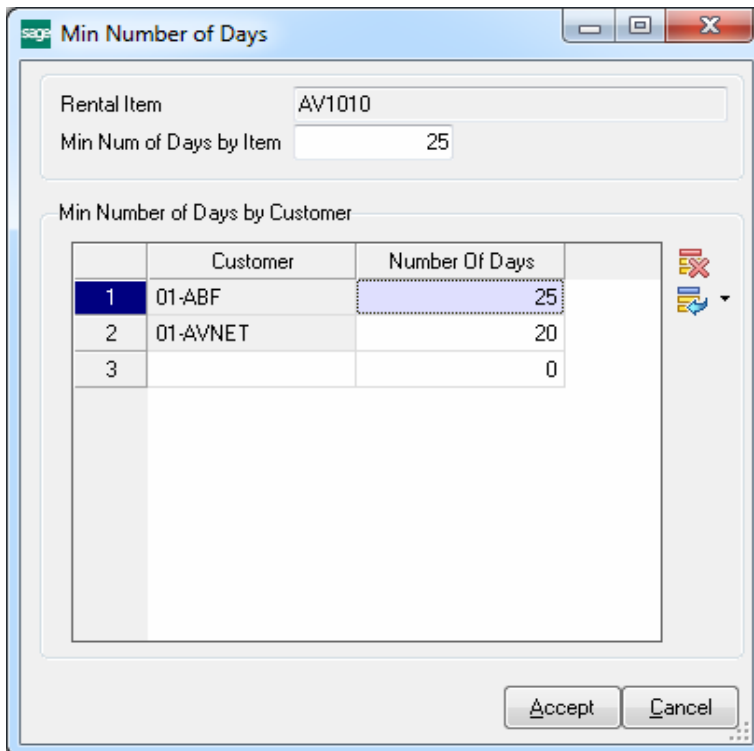 sage Min Number of Days
Rental Item AV1010
Min Num of Days by Item 25
Min Number of Days by Customer
Customer Number Of Days
1 01-ABF 25
2 01-AVNET 20
3 0
Accept Cancel